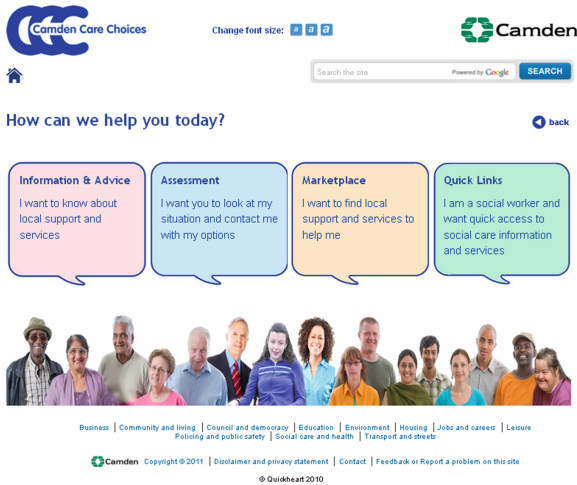 Camden Care Choices
Change font size: a a a
Camden
Search the site
Powered by Google
SEARCH
How can we help you today?
back
Information & Advice
I want to know about
local support and
services
Assessment
I want you to look at my
situation and contact me
with my options
Marketplace
I want to find local
support and services to
help me
Quick Links
I am a social worker and
want quick access to
social care information
and services
Business | Community and living | Council and democracy | Education | Environment | Housing | Jobs and careers | Leisure
Policing and public safety | Social care and health | Transport and streets
Camden Copyright © 2011 | Disclaimer and privacy statement | Contact | Feedback or Report a problem on this site
© Quickheart 2010